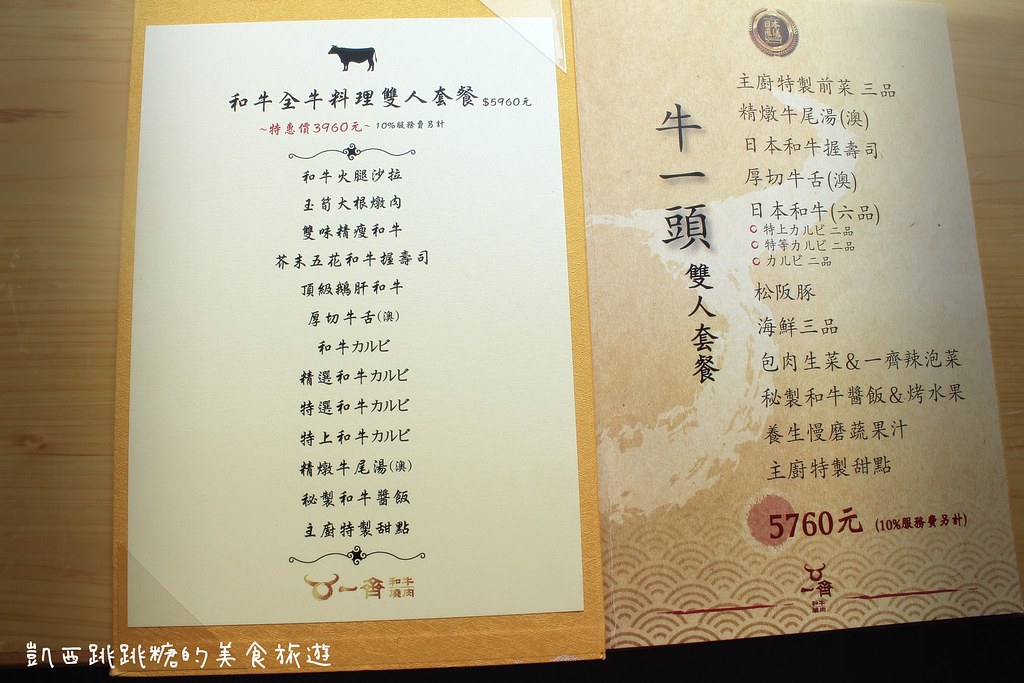 和牛全牛料理雙人套餐 $5960元
~特惠價3960元~ 10%服務費另計
和牛火腿沙拉
玉筍大根燉肉
雙味精瘦和牛
芥末五花和牛握壽司
頂級鵝肝和牛
厚切牛舌(澳)
和牛カルビ
精選和牛カルビ
特選和牛カルビ
特上和牛カルビ
精燉牛尾湯(澳)
秘製和牛醬飯
主廚特製甜點
一齊 和牛燒肉
牛一頭 雙人套餐
主廚特製前菜 三品
精燉牛尾湯(澳)
日本和牛握壽司
厚切牛舌(澳)
日本和牛(六品)
特上カルビ 二品
特等カルビ 二品
カルビ 二品
松阪豚
海鮮三品
包肉生菜&一齊辣泡菜
秘製和牛醬飯&烤水果
養生慢磨蔬果汁
主廚特製甜點
5760元 (10%服務費另計)
一齊
凱西跳跳糖的美食旅遊